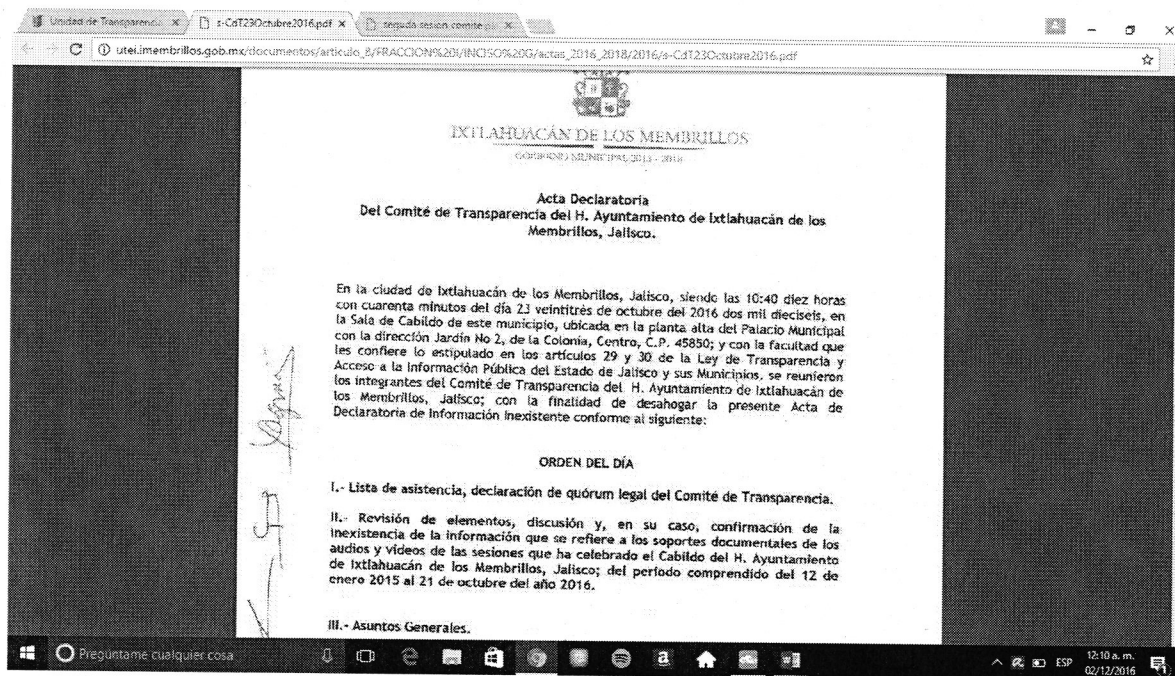 Unidad de Transparencia
s-CdT23Octubre2016.pdf
utei.imembrillos.gob.mx/documentos/articulo_8/FRACCION%20I/INCISO%20G/actas_2016_2018/2016/s-CdT23Octubre2016.pdf
IXTLAHUACÁN DE LOS MEMBRILLOS
GOBIERNO MUNICIPAL
Acta Declaratoria
Del Comité de Transparencia del H. Ayuntamiento de Ixtlahuacán de los
Membrillos, Jalisco.
En la ciudad de Ixtlahuacán de los Membrillos, Jalisco, siendo las 10:40 diez horas
con cuarenta minutos del día 23 veintitrés de octubre del 2016 dos mil dieciséis, en
la Sala de Cabildo de este municipio, ubicada en la planta alta del Palacio Municipal
con la dirección Jardín No 2, de la Colonia, Centro, C.P. 45850; y con la facultad que
les confiere lo estipulado en los artículos 29 y 30 de la Ley de Transparencia y
Acceso a la Información Pública del Estado de Jalisco y sus Municipios, se reunieron
los integrantes del Comité de Transparencia del H. Ayuntamiento de Ixtlahuacán de
los Membrillos, Jalisco; con la finalidad de desahogar la presente Acta de
Declaratoria de Información Inexistente conforme al siguiente:
ORDEN DEL DÍA
I.- Lista de asistencia, declaración de quórum legal del Comité de Transparencia.
II.- Revisión de elementos, discusión y, en su caso, confirmación de la
inexistencia de la información que se refiere a los soportes documentales de los
audios y videos de las sesiones que ha celebrado el Cabildo del H. Ayuntamiento
de Ixtlahuacán de los Membrillos, Jalisco; del período comprendido del 12 de
enero 2015 al 21 de octubre del año 2016.
III.- Asuntos Generales.
Pregúntame cualquier cosa
ESP
12:10 a. m.
02/12/2016